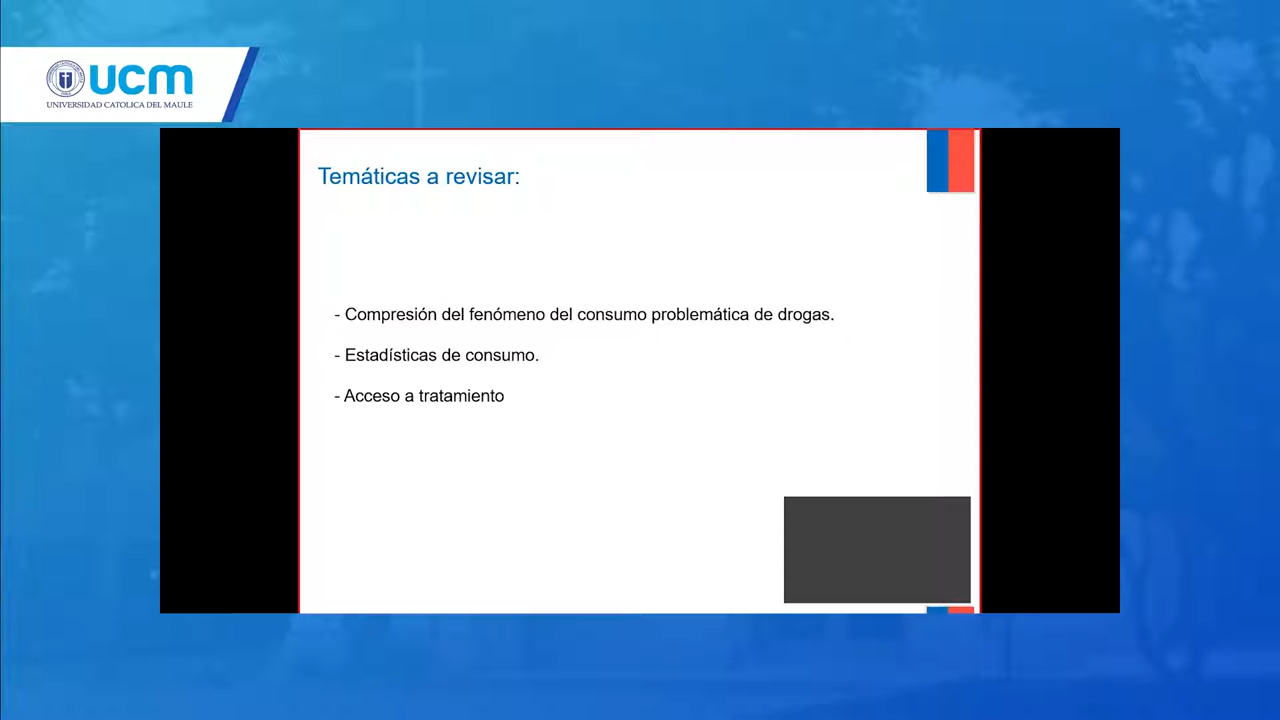 ucm
UNIVERSIDAD CATOLICA DEL MAULE
Temáticas a revisar:
- Compresión del fenómeno del consumo problemática de drogas.
- Estadísticas de consumo.
- Acceso a tratamiento